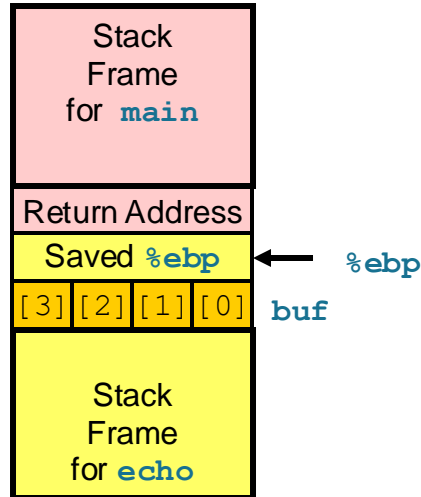 Stack
Frame
for main
Return Address
Saved %ebp
%ebp
[3] [2] [1] [0]
buf
Stack
Frame
for echo